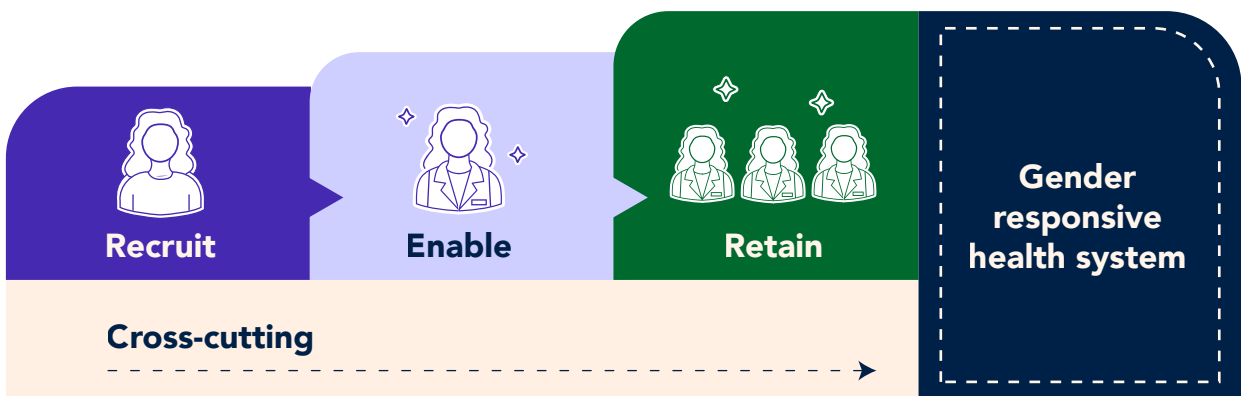 Recruit
Enable
Retain
Gender
responsive
health system
Cross-cutting